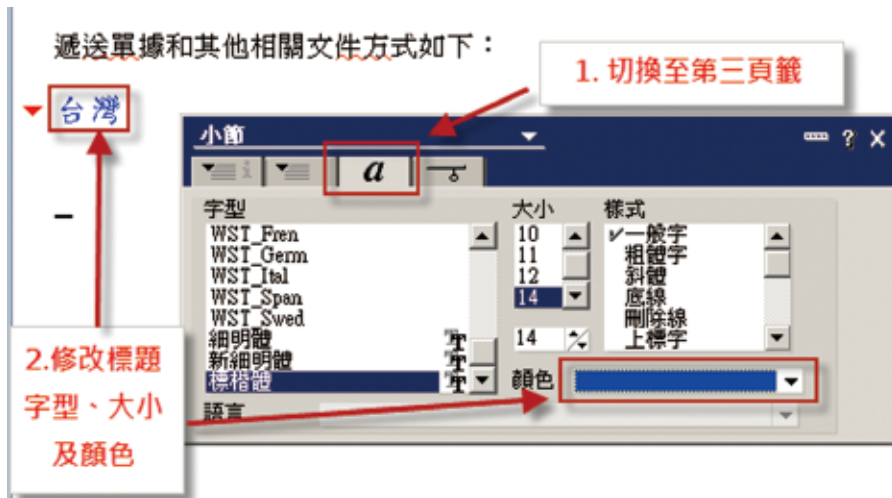 遞送單據和其他相關文件方式如下：
1. 切換至第三頁籤
台灣
小節
a
字型
大小
樣式
WST_Fren
WST_Germ
WST_Ital
WST_Span
WST_Swed
細明體
新細明體
標楷體
10
11
12
14
14
一般字
粗體字
斜體
底線
刪除線
上標字
顏色
語言
2.修改標題
字型、大小
及顏色